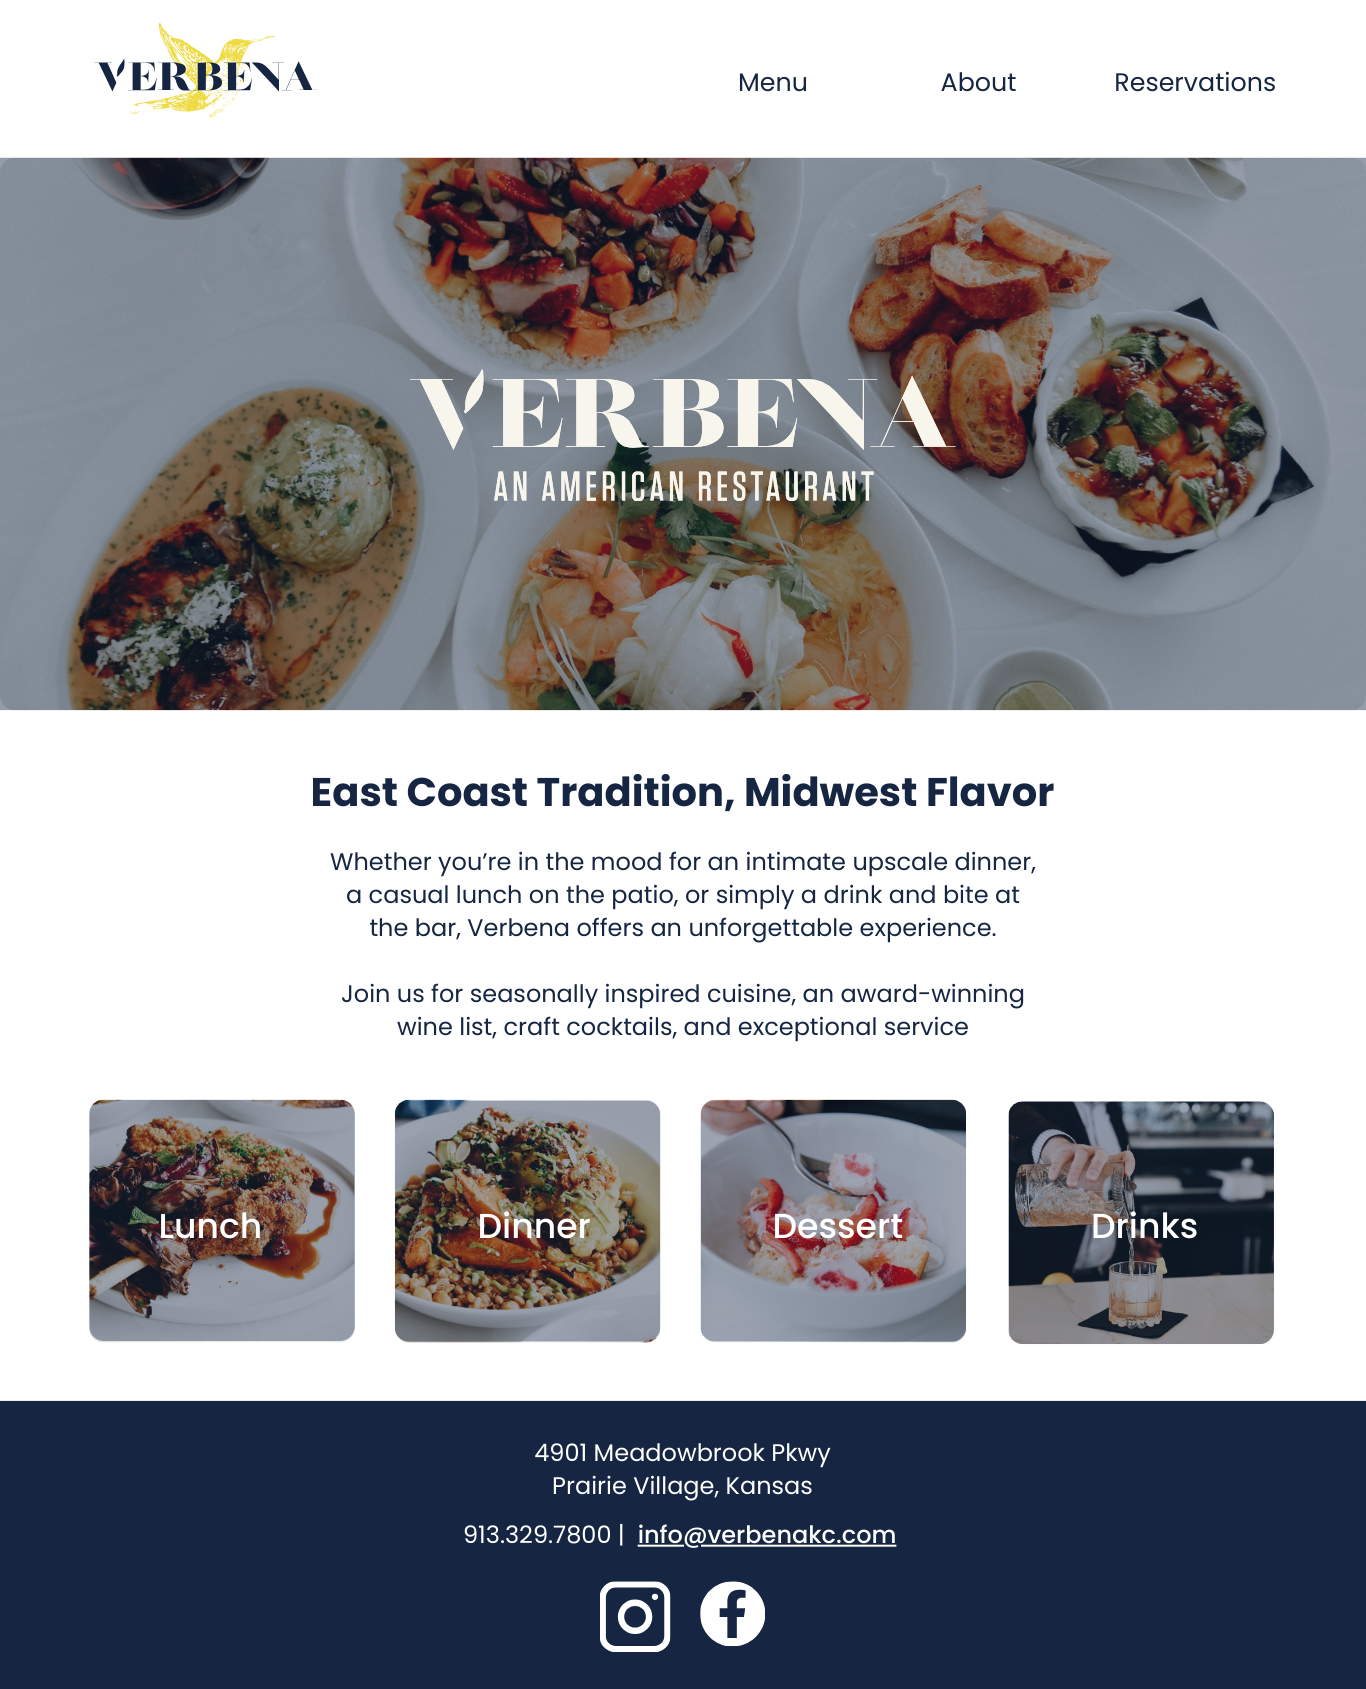 VERBENA
Menu
About
Reservations
VERBENA
AN AMERICAN RESTAURANT
East Coast Tradition, Midwest Flavor
Whether you’re in the mood for an intimate upscale dinner,
a casual lunch on the patio, or simply a drink and bite at
the bar, Verbena offers an unforgettable experience.
Join us for seasonally inspired cuisine, an award-winning
wine list, craft cocktails, and exceptional service
Lunch
Dinner
Dessert
Drinks
4901 Meadowbrook Pkwy
Prairie Village, Kansas
913.329.7800 | info@verbenakc.com